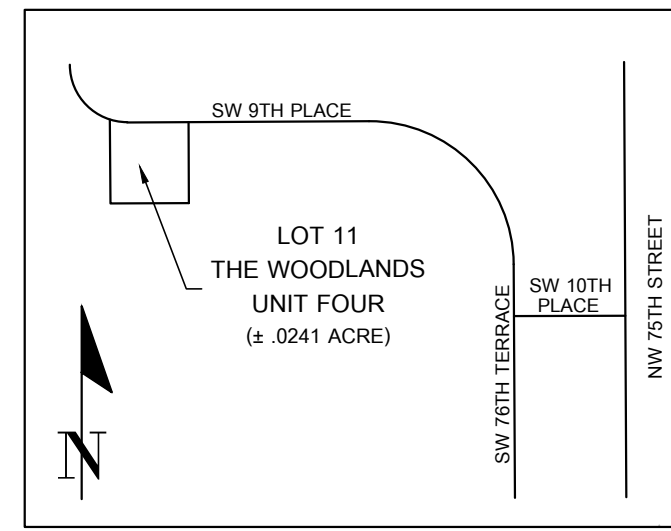 SW 9TH PLACE
LOT 11
THE WOODLANDS
UNIT FOUR
(± .0241 ACRE)
SW 10TH
PLACE
SW 76TH TERRACE
NW 75TH STREET
N